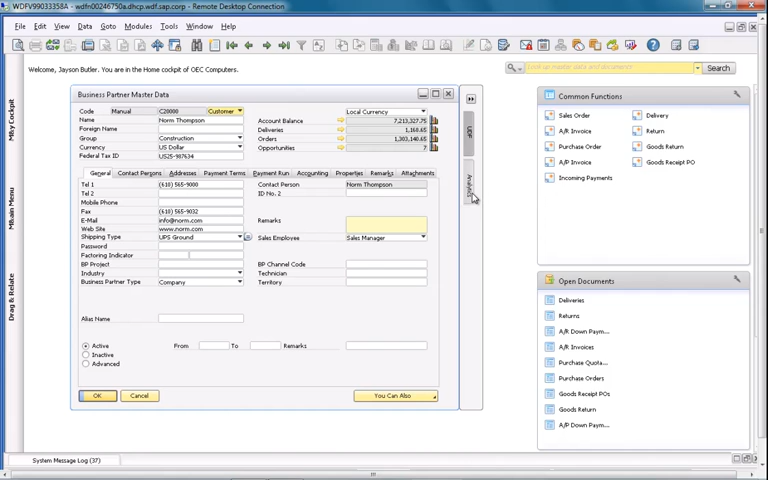 WDFV99033358A - wdfn00246750a.dhcp.wdf.sap.corp - Remote Desktop Connection
File Edit View Data Goto Modules Tools Window Help
Welcome, Jayson Butler. You are in the Home cockpit of OEC Computers.
Look up master data and documents
Search
My Cockpit
Main Menu
Drag & Relate
Business Partner Master Data
Code Manual C20000 Customer
Name Norm Thompson
Foreign Name
Group Construction
Currency US Dollar
Federal Tax ID US25-987634
Local Currency
Account Balance 7,213,327.75
Deliveries 1,160.65
Orders 1,303,140.65
Opportunities 7
General Contact Persons Addresses Payment Terms Payment Run Accounting Properties Remarks Attachments
Tel 1 (610) 565-9000
Tel 2
Mobile Phone
Fax (610) 565-9032
E-Mail info@norm.com
Web Site www.norm.com
Shipping Type UPS Ground
Password
Factoring Indicator
BP Project
Industry
Business Partner Type Company
Alias Name
Contact Person Norm Thompson
ID No. 2
Remarks
Sales Employee Sales Manager
BP Channel Code
Technician
Territory
Active From To Remarks
Inactive
Advanced
OK Cancel You Can Also
UDF
Analytics
Common Functions
Sales Order Delivery
A/R Invoice Return
Purchase Order Goods Return
A/P Invoice Goods Receipt PO
Incoming Payments
Open Documents
Deliveries
Returns
A/R Down Paym...
A/R Invoices
Purchase Quota...
Purchase Orders
Goods Receipt POs
Goods Return
A/P Down Paym...
System Message Log (37)